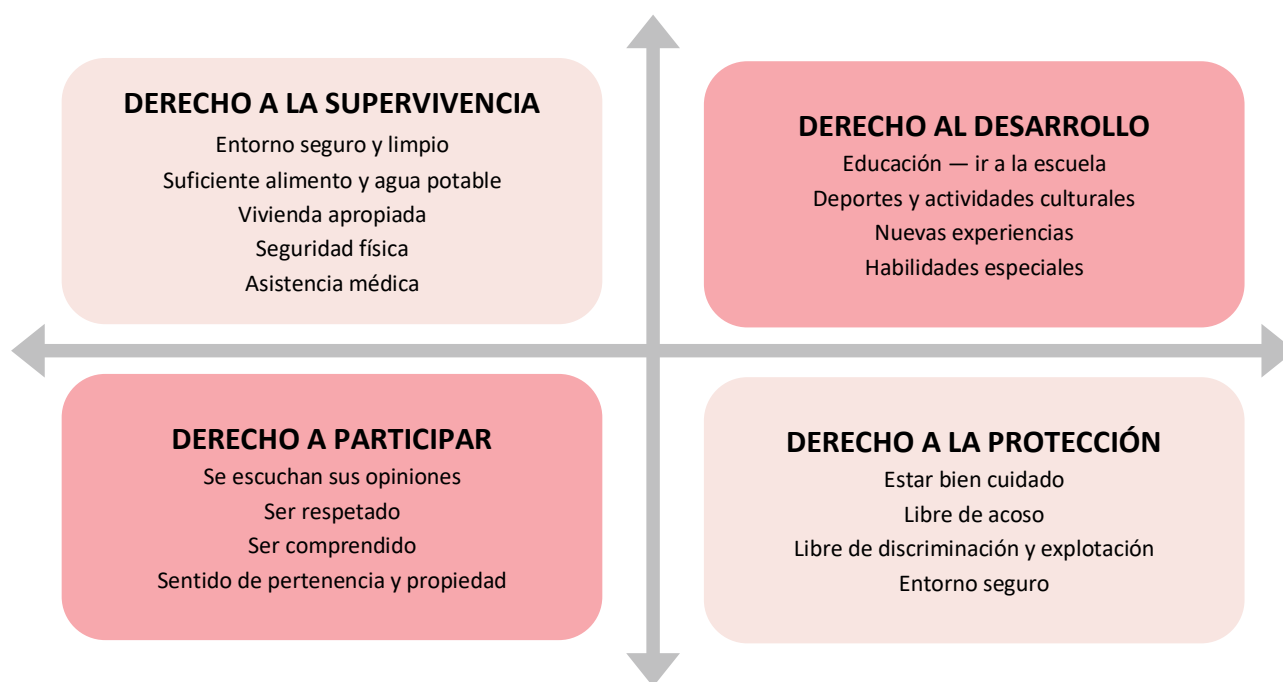 DERECHO A LA SUPERVIVENCIA
Entorno seguro y limpio
Suficiente alimento y agua potable
Vivienda apropiada
Seguridad física
Asistencia médica
DERECHO AL DESARROLLO
Educación — ir a la escuela
Deportes y actividades culturales
Nuevas experiencias
Habilidades especiales
DERECHO A PARTICIPAR
Se escuchan sus opiniones
Ser respetado
Ser comprendido
Sentido de pertenencia y propiedad
DERECHO A LA PROTECCIÓN
Estar bien cuidado
Libre de acoso
Libre de discriminación y explotación
Entorno seguro